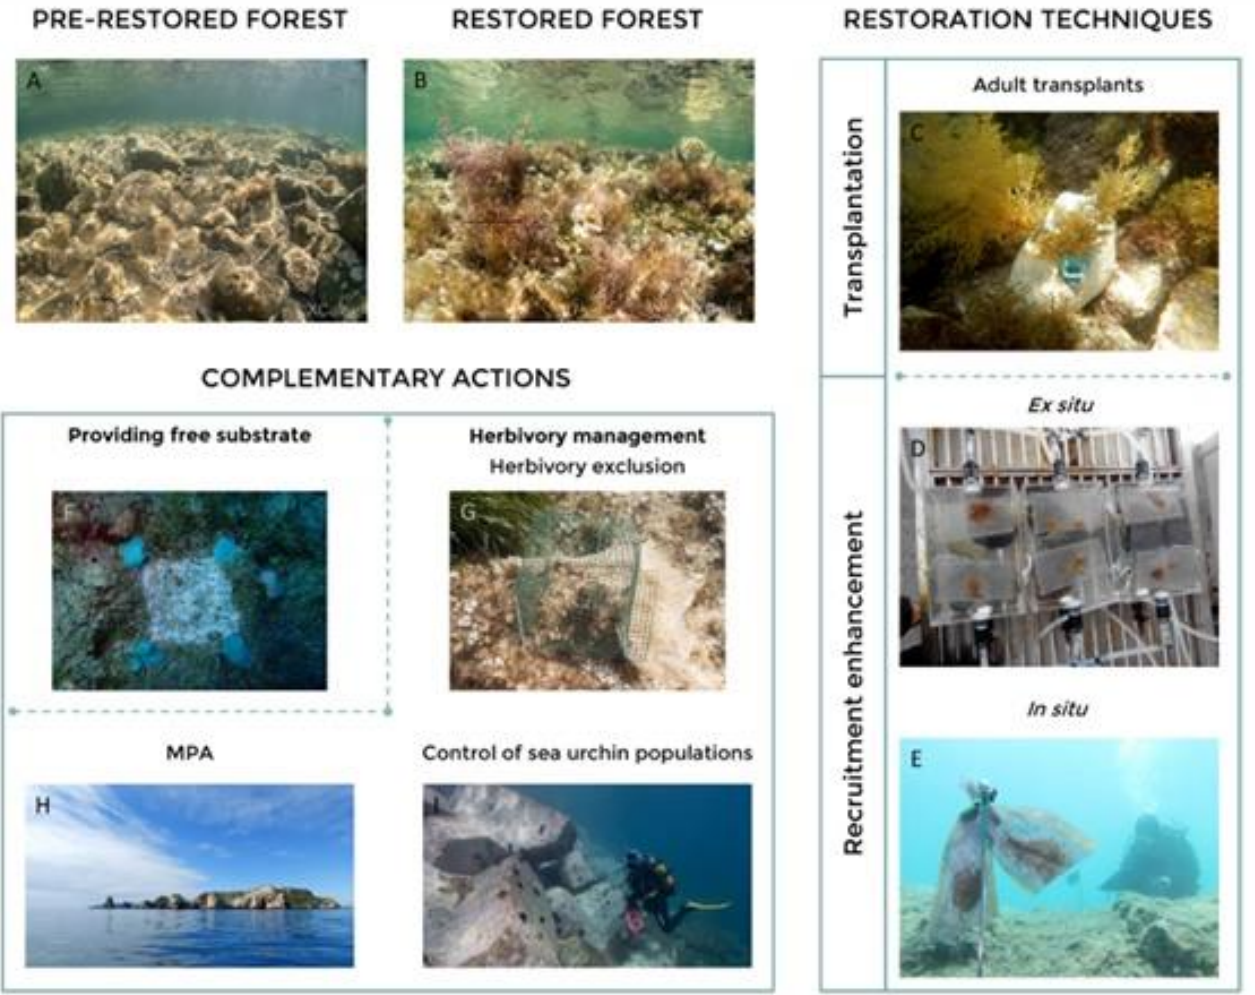 PRE-RESTORED FOREST
RESTORED FOREST
RESTORATION TECHNIQUES
A
B
Transplantation
Adult transplants
C
COMPLEMENTARY ACTIONS
Providing free substrate
F
Herbivory management
Herbivory exclusion
G
MPA
H
Control of sea urchin populations
I
Recruitment enhancement
Ex situ
D
In situ
E